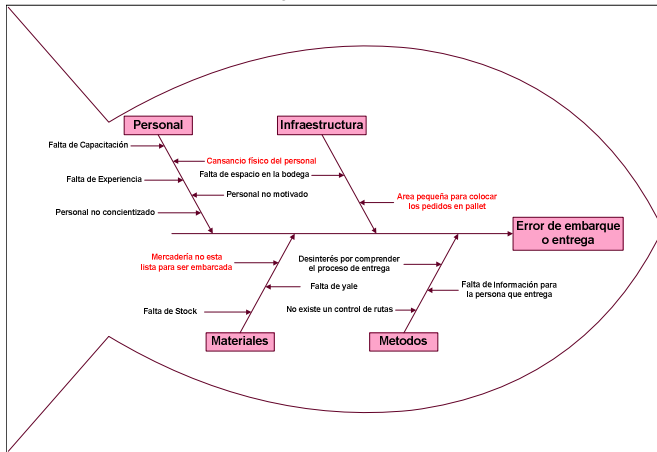 Personal
Infraestructura
Falta de Capacitación
Cansancio físico del personal
Falta de espacio en la bodega
Falta de Experiencia
Personal no motivado
Area pequeña para colocar
los pedidos en pallet
Personal no concientizado
Error de embarque
o entrega
Mercadería no esta
lista para ser embarcada
Desinterés por comprender
el proceso de entrega
Falta de yale
Falta de Información para
la persona que entrega
Falta de Stock
No existe un control de rutas
Materiales
Metodos